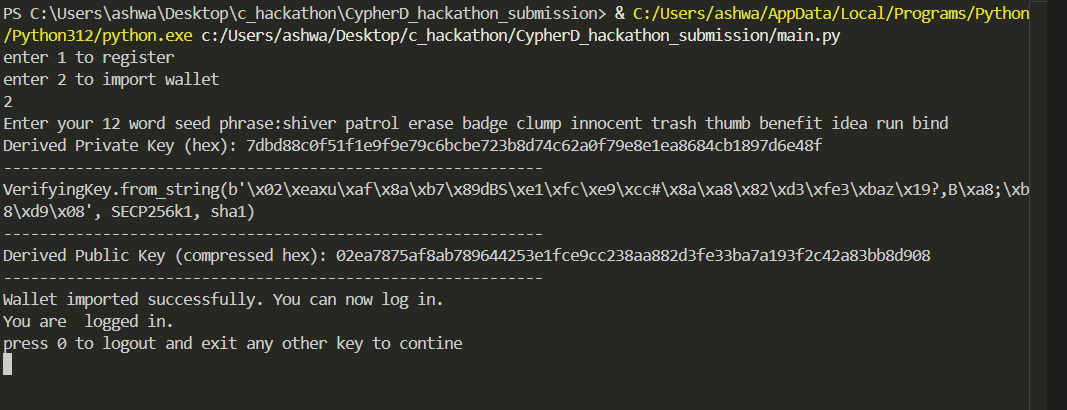 PS C:\Users\ashwa\Desktop\c_hackathon\CypherD_hackathon_submission> & C:/Users/ashwa/AppData/Local/Programs/Python
/Python312/python.exe c:/Users/ashwa/Desktop/c_hackathon/CypherD_hackathon_submission/main.py
enter 1 to register
enter 2 to import wallet
2
Enter your 12 word seed phrase:shiver patrol erase badge clump innocent trash thumb benefit idea run bind
Derived Private Key (hex): 7dbd88c0f51f1e9f9e79c6bcbe723b8d74c62a0f79e8e1ea8684cb1897d6e48f
------------------------------------------------------------
VerifyingKey.from_string(b'\x02\xeaxu\xaf\x8a\xb7\x89dBS\xe1\xfc\xe9\xcc#\x8a\xa8\x82\xd3\xfe3\xbaz\x19?,B\xa8;\xb
8\xd9\x08', SECP256k1, sha1)
------------------------------------------------------------
Derived Public Key (compressed hex): 02ea7875af8ab789644253e1fce9cc238aa882d3fe33ba7a193f2c42a83bb8d908
------------------------------------------------------------
Wallet imported successfully. You can now log in.
You are  logged in.
press 0 to logout and exit any other key to contine